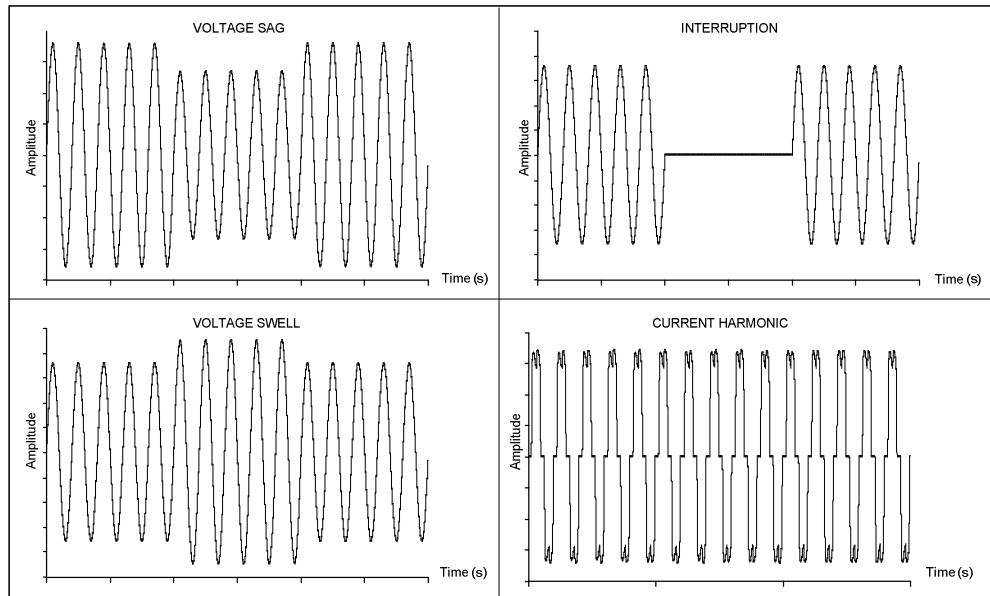 VOLTAGE SAG
Amplitude
Time (s)
INTERRUPTION
Amplitude
Time (s)
VOLTAGE SWELL
Amplitude
Time (s)
CURRENT HARMONIC
Amplitude
Time (s)